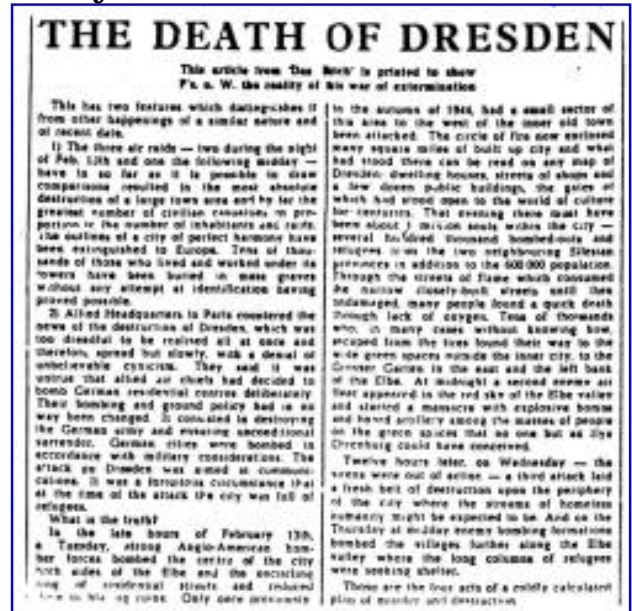 THE DEATH OF DRESDEN
This article from 'Das Reich' is printed to show
P's. o. W. the reality of this war of extermination
This has two features which distinguishes it
from other happenings of a similar nature and
of recent date.
1) The three air raids — two during the night
of Feb. 13th and one the following midday —
have in so far as it is possible to draw
comparisons resulted in the most absolute
destruction of a large town area and by far the
greatest number of civilian casualties in pro-
portion to the number of inhabitants and raids.
The outlines of a city of perfect harmony have
been extinguished in Europe. Tens of thou-
sands of those who lived and worked under its
towers have been buried in mass graves
without any attempt at identification having
proved possible.
2) Allied Headquarters in Paris countered the
news of the destruction of Dresden, which was
too dreadful to be realised all at once and
therefore, spread but slowly, with a denial of
unbelievable cynicism. They said it was
untrue that allied air chiefs had decided to
bomb German residential centres deliberately.
Their bombing and ground policy had in no
way been changed. It consisted in destroying
the German army and ensuring unconditional
surrender. German cities were bombed in
accordance with military considerations. The
attack on Dresden was aimed at communi-
cations. It was a fortuitous circumstance that
at the time of the attack the city was full of
refugees.
What is the truth?
In the late hours of February 13th,
a Tuesday, strong Anglo-American bom-
ber forces bombed the centre of the city
both sides of the Elbe and the encircling
ring of residential streets and reduced
Only once previously
in the autumn of 1944, had a small sector of
this area to the west of the inner old town
been attacked. The circle of fire now enclosed
many square miles of built up city and what
had stood there can be read on any map of
Dresden: dwelling houses, streets of shops and
a few dozen public buildings, the gates of
which had stood open to the world of culture
for centuries. That evening there must have
been about 1 million souls within the city —
several hundred thousand bombed-outs and
refugees from the two neighbouring Silesian
provinces in addition to the 600 000 population.
Through the streets of flame which consumed
the narrow closely-built streets until then
undamaged, many people found a quick death
through lack of oxygen. Tens of thousands
who, in many cases without knowing how,
escaped from the fires found their way to the
wide green spaces outside the inner city, to the
Grosser Garten in the east and the left bank
of the Elbe. At midnight a second enemy air
fleet appeared in the red sky of the Elbe valley
and started a massacre with explosive bombs
and board artillery among the masses of people
on the green spaces that no one but an Ilya
Ehrenburg could have conceived.
Twelve hours later, on Wednesday — the
sirens were out of action — a third attack laid
a fresh belt of destruction upon the periphery
of the city where the streams of homeless
humanity might be expected to be. And on the
Thursday at midday enemy bombing formations
bombed the villages further along the Elbe
valley where the long columns of refugees
were seeking shelter.
These are the four acts of a coldly calculated
plan of murder and destruction